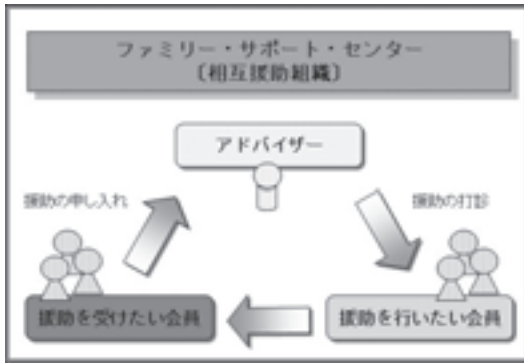 ファミリー・サポート・センター
〔相互援助組織〕
アドバイザー
援助の申し入れ
援助の打診
援助を受けたい会員
援助を行いたい会員